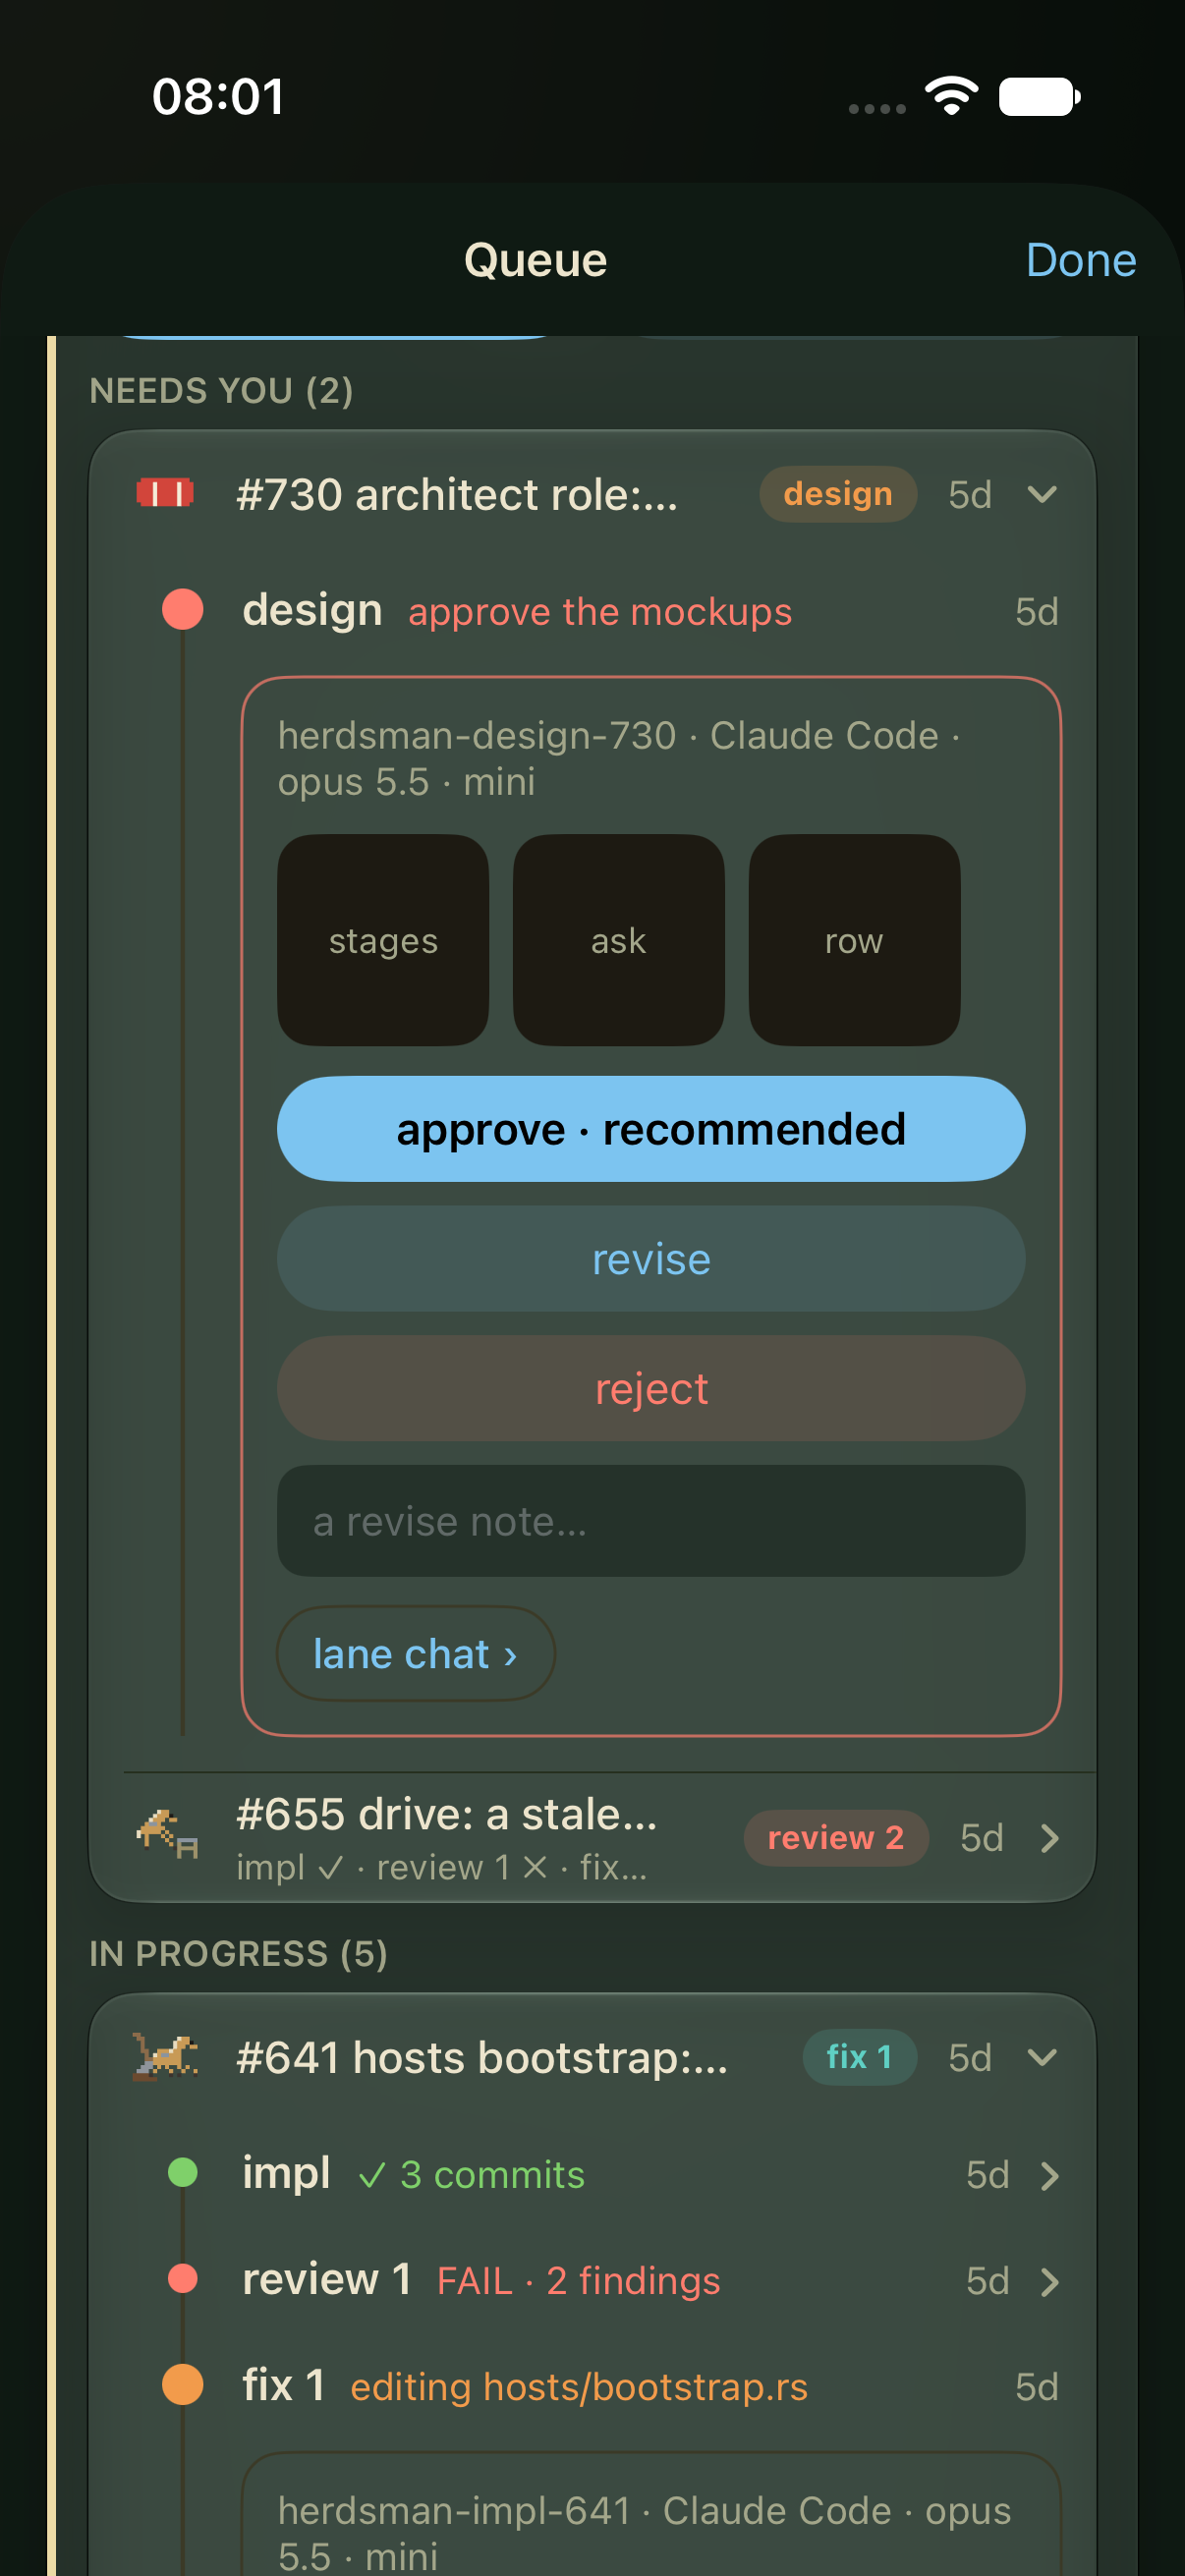 08:01
Queue
Done
NEEDS YOU (2)
#730 architect role:... design 5d
design approve the mockups 5d
herdsman-design-730 · Claude Code ·
opus 5.5 · mini
stages ask row
approve · recommended
revise
reject
a revise note...
lane chat ›
#655 drive: a stale... review 2 5d
impl ✓ · review 1 ✕ · fix...
IN PROGRESS (5)
#641 hosts bootstrap:... fix 1 5d
impl ✓ 3 commits 5d
review 1 FAIL · 2 findings 5d
fix 1 editing hosts/bootstrap.rs 5d
herdsman-impl-641 · Claude Code · opus
5.5 · mini